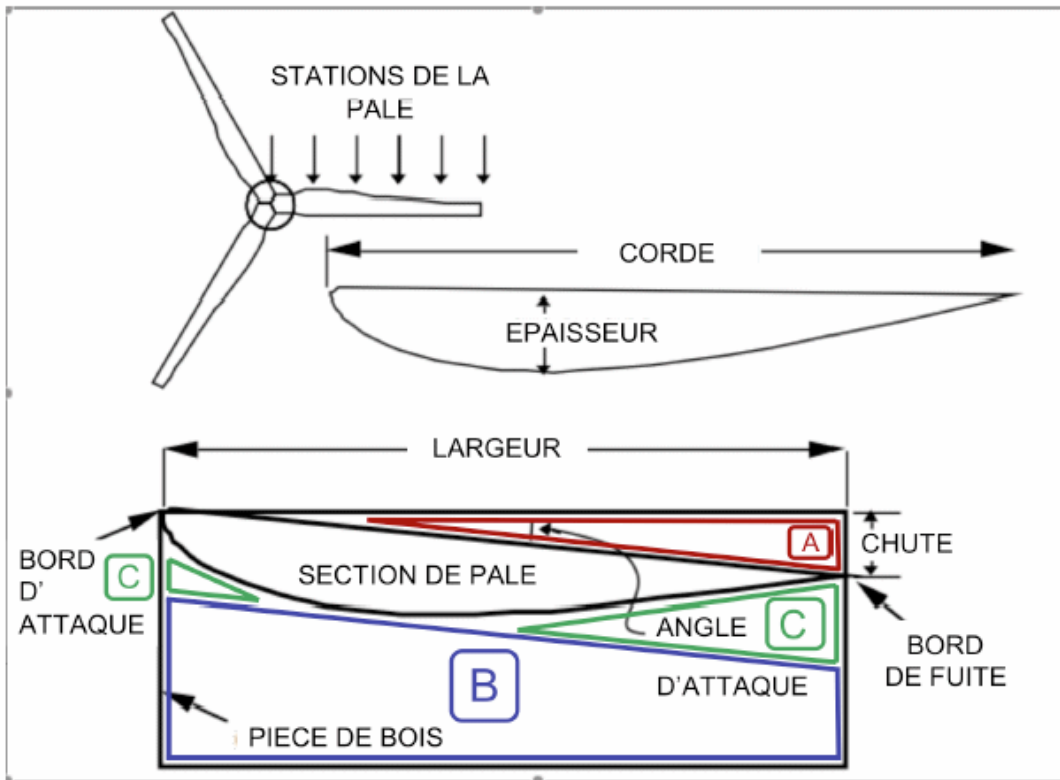 STATIONS DE LA
PALE
CORDE
EPAISSEUR
LARGEUR
A
CHUTE
BORD
D'
ATTAQUE
C
SECTION DE PALE
ANGLE
C
BORD
DE FUITE
D'ATTAQUE
B
PIECE DE BOIS